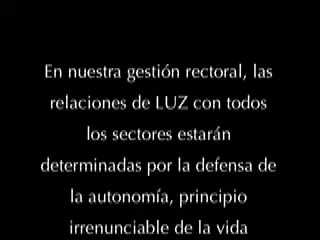 En nuestra gestión rectoral, las
relaciones de LUZ con todos
los sectores estarán
determinadas por la defensa de
la autonomía, principio
irrenunciable de la vida